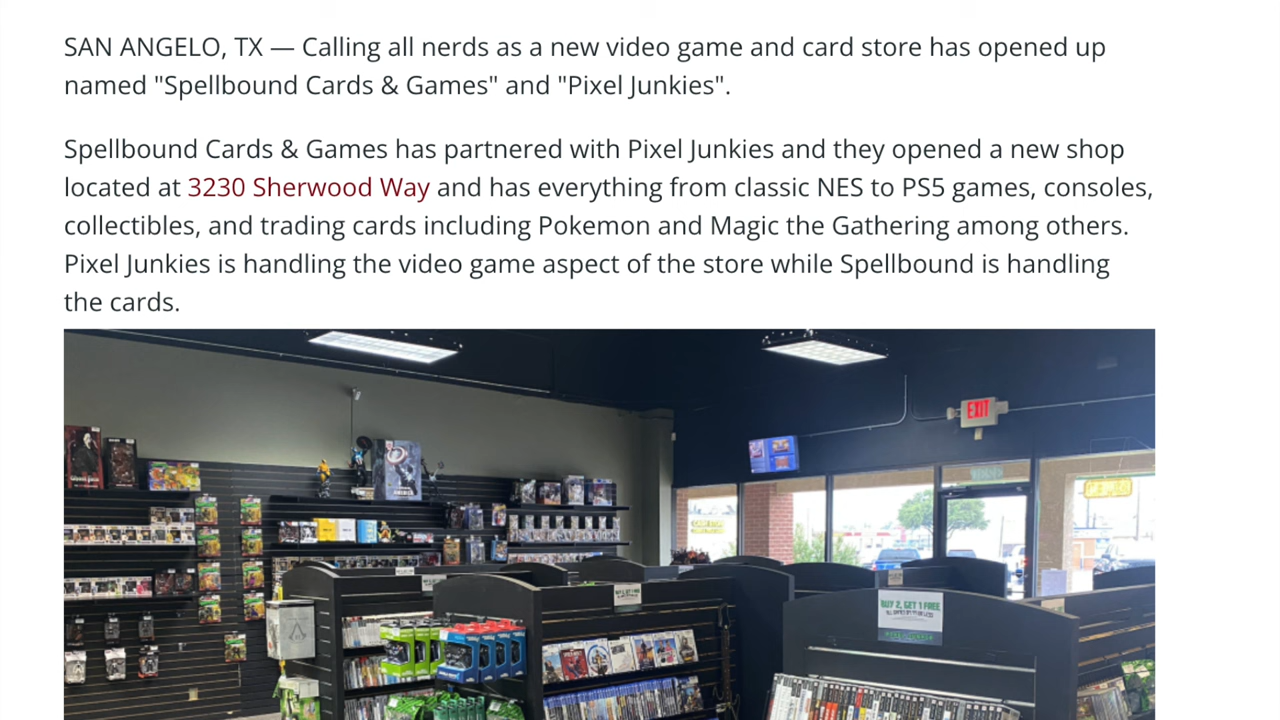 SAN ANGELO, TX — Calling all nerds as a new video game and card store has opened up
named "Spellbound Cards & Games" and "Pixel Junkies".
Spellbound Cards & Games has partnered with Pixel Junkies and they opened a new shop
located at 3230 Sherwood Way and has everything from classic NES to PS5 games, consoles,
collectibles, and trading cards including Pokemon and Magic the Gathering among others.
Pixel Junkies is handling the video game aspect of the store while Spellbound is handling
the cards.
EXIT
BUY 2, GET 1 FREE